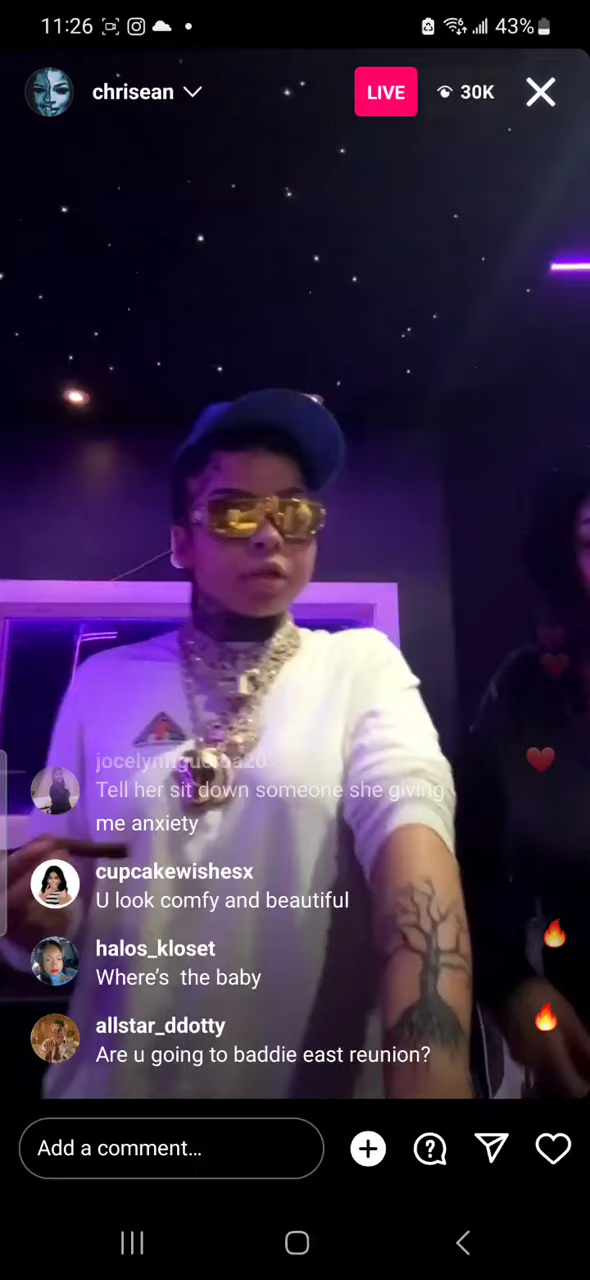 11:26
43%
chrisean
LIVE
30K
Tell her sit down someone she giving
me anxiety
cupcakewishesx
U look comfy and beautiful
halos_kloset
Where's the baby
allstar_ddotty
Are u going to baddie east reunion?
Add a comment...